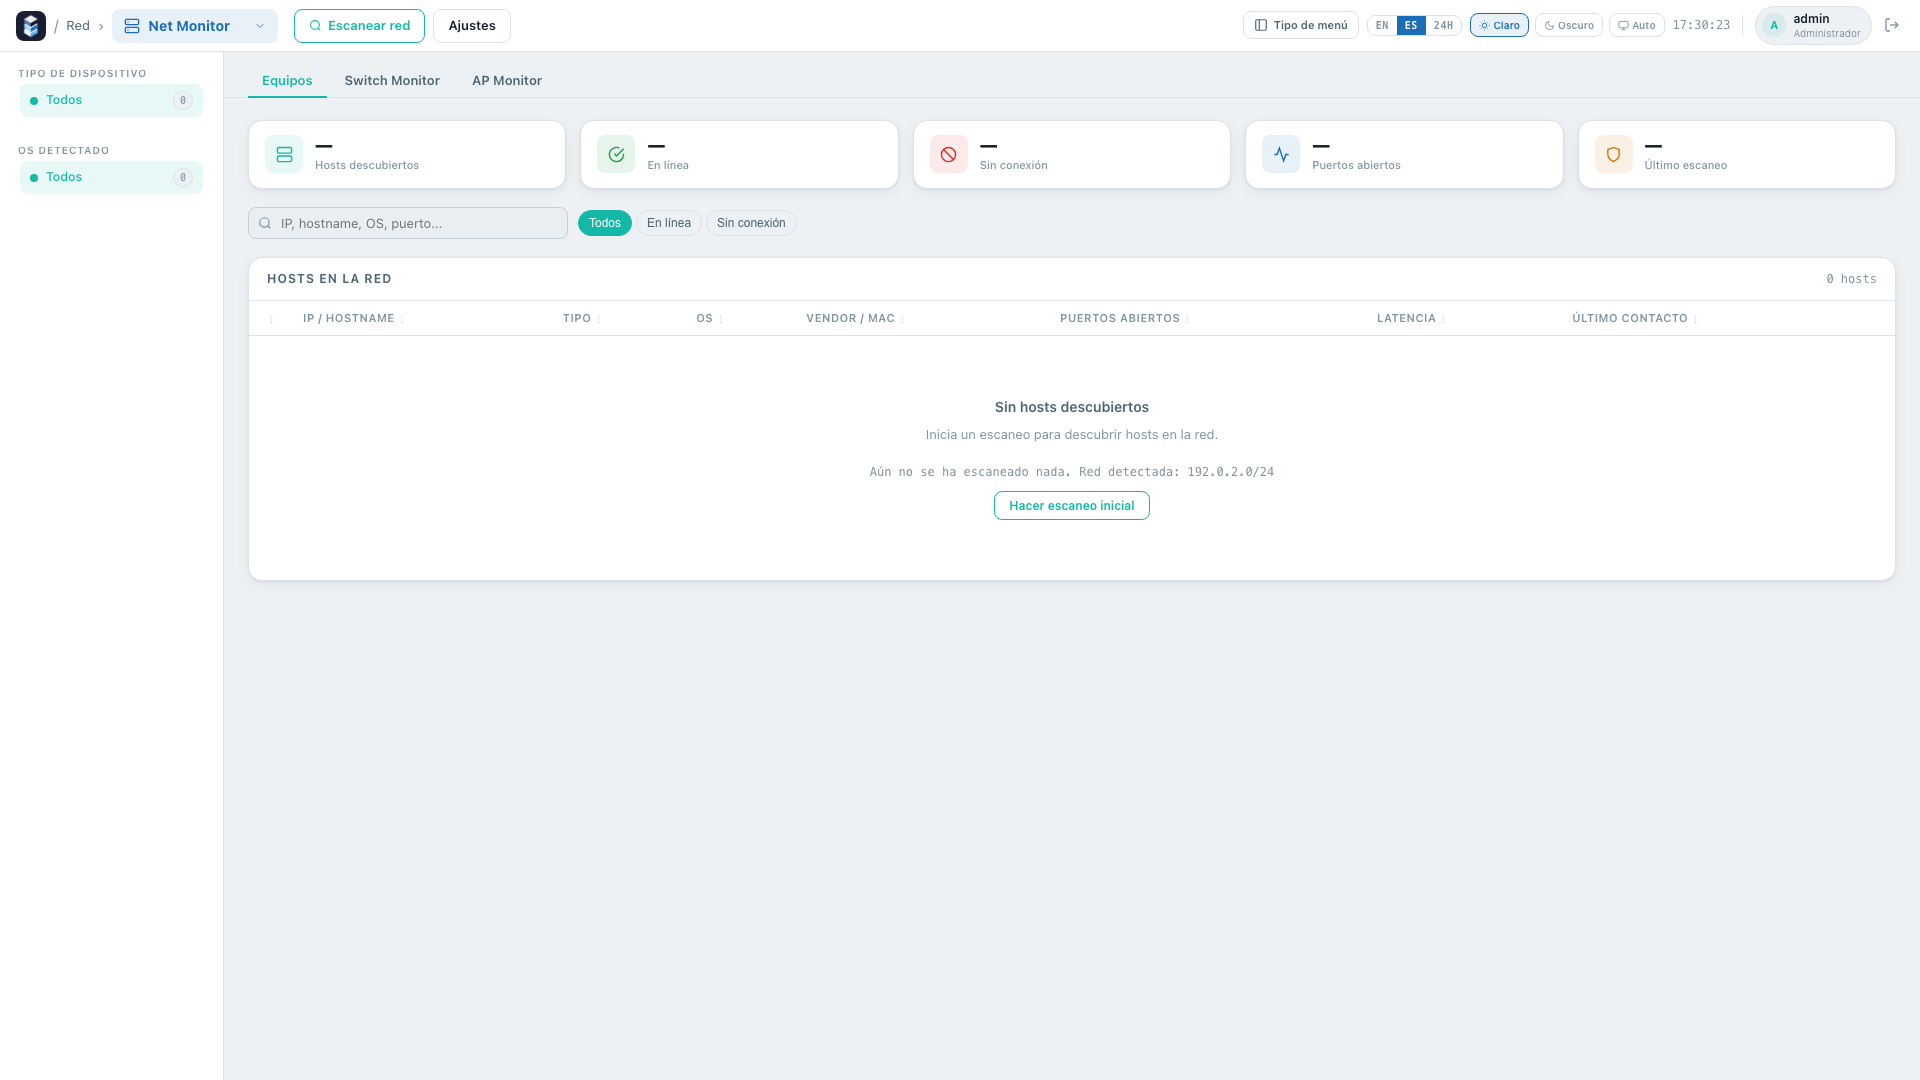 / Red › Net Monitor Escanear red Ajustes Tipo de menú EN ES 24H Claro Oscuro Auto 17:30:23 A admin
Administrador
TIPO DE DISPOSITIVO
Todos 0
OS DETECTADO
Todos 0
Equipos Switch Monitor AP Monitor
— Hosts descubiertos
— En línea
— Sin conexión
— Puertos abiertos
— Último escaneo
IP, hostname, OS, puerto... Todos En línea Sin conexión
HOSTS EN LA RED 0 hosts
IP / HOSTNAME TIPO OS VENDOR / MAC PUERTOS ABIERTOS LATENCIA ÚLTIMO CONTACTO
Sin hosts descubiertos
Inicia un escaneo para descubrir hosts en la red.
Aún no se ha escaneado nada. Red detectada: 192.0.2.0/24
Hacer escaneo inicial